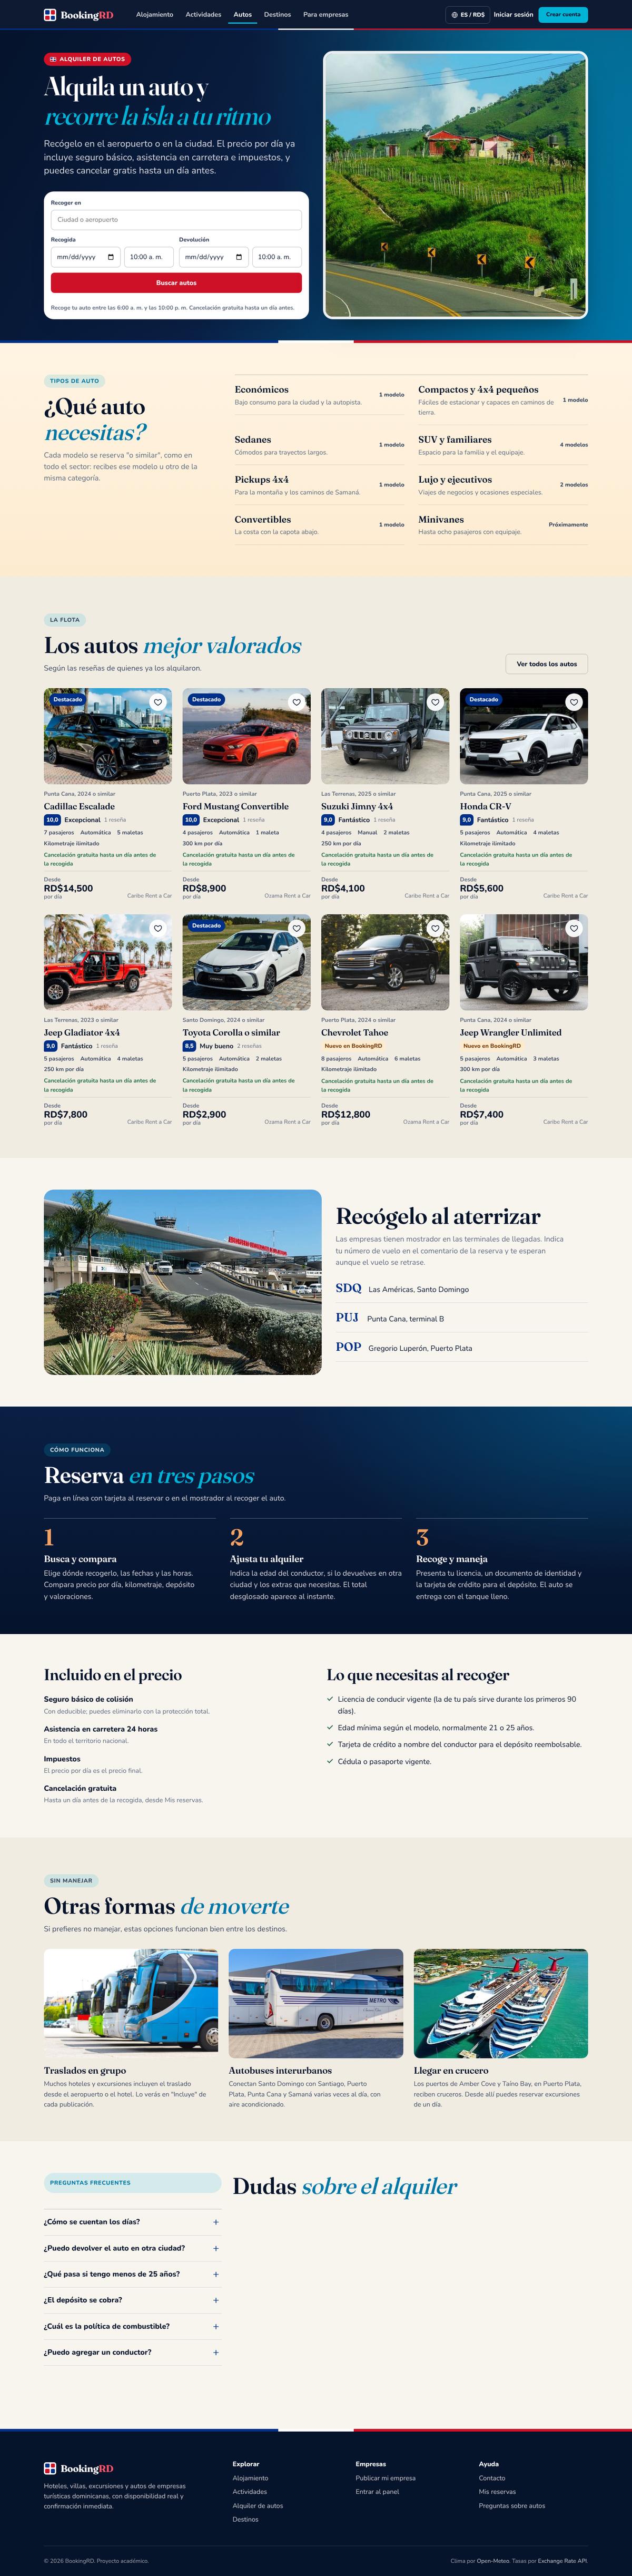 BookingRD
Alojamiento
Actividades
Autos
Destinos
Para empresas
ES / RD$
Iniciar sesión
Crear cuenta
ALQUILER DE AUTOS
Alquila un auto y
recorre la isla a tu ritmo
Recógelo en el aeropuerto o en la ciudad. El precio por día ya
incluye seguro básico, asistencia en carretera e impuestos, y
puedes cancelar gratis hasta un día antes.
Recoger en
Ciudad o aeropuerto
Recogida
Devolución
mm/dd/yyyy
10:00 a. m.
mm/dd/yyyy
10:00 a. m.
Buscar autos
Recoge tu auto entre las 6:00 a. m. y las 10:00 p. m. Cancelación gratuita hasta un día antes.
TIPOS DE AUTO
¿Qué auto
necesitas?
Cada modelo se reserva "o similar", como en
todo el sector: recibes ese modelo u otro de la
misma categoría.
Económicos
Bajo consumo para la ciudad y la autopista.
1 modelo
Compactos y 4x4 pequeños
Fáciles de estacionar y capaces en caminos de
tierra.
1 modelo
Sedanes
Cómodos para trayectos largos.
1 modelo
SUV y familiares
Espacio para la familia y el equipaje.
4 modelos
Pickups 4x4
Para la montaña y los caminos de Samaná.
1 modelo
Lujo y ejecutivos
Viajes de negocios y ocasiones especiales.
2 modelos
Convertibles
La costa con la capota abajo.
1 modelo
Minivanes
Hasta ocho pasajeros con equipaje.
Próximamente
LA FLOTA
Los autos mejor valorados
Según las reseñas de quienes ya los alquilaron.
Ver todos los autos
Destacado
Punta Cana, 2024 o similar
Cadillac Escalade
10,0 Excepcional 1 reseña
7 pasajeros Automática 5 maletas
Kilometraje ilimitado
Cancelación gratuita hasta un día antes de
la recogida
Desde
RD$14,500
por día
Caribe Rent a Car
Destacado
Puerto Plata, 2023 o similar
Ford Mustang Convertible
10,0 Excepcional 1 reseña
4 pasajeros Automática 1 maleta
300 km por día
Cancelación gratuita hasta un día antes de
la recogida
Desde
RD$8,900
por día
Ozama Rent a Car
Las Terrenas, 2025 o similar
Suzuki Jimny 4x4
9,0 Fantástico 1 reseña
4 pasajeros Manual 2 maletas
250 km por día
Cancelación gratuita hasta un día antes de
la recogida
Desde
RD$4,100
por día
Caribe Rent a Car
Destacado
Punta Cana, 2025 o similar
Honda CR-V
9,0 Fantástico 1 reseña
5 pasajeros Automática 4 maletas
Kilometraje ilimitado
Cancelación gratuita hasta un día antes de
la recogida
Desde
RD$5,600
por día
Caribe Rent a Car
Las Terrenas, 2023 o similar
Jeep Gladiator 4x4
9,0 Fantástico 1 reseña
5 pasajeros Automática 4 maletas
250 km por día
Cancelación gratuita hasta un día antes de
la recogida
Desde
RD$7,800
por día
Caribe Rent a Car
Destacado
Santo Domingo, 2024 o similar
Toyota Corolla o similar
8,5 Muy bueno 2 reseñas
5 pasajeros Automática 2 maletas
Kilometraje ilimitado
Cancelación gratuita hasta un día antes de
la recogida
Desde
RD$2,900
por día
Ozama Rent a Car
Puerto Plata, 2024 o similar
Chevrolet Tahoe
Nuevo en BookingRD
8 pasajeros Automática 6 maletas
Kilometraje ilimitado
Cancelación gratuita hasta un día antes de
la recogida
Desde
RD$12,800
por día
Ozama Rent a Car
Punta Cana, 2024 o similar
Jeep Wrangler Unlimited
Nuevo en BookingRD
5 pasajeros Automática 3 maletas
300 km por día
Cancelación gratuita hasta un día antes de
la recogida
Desde
RD$7,400
por día
Caribe Rent a Car
Recógelo al aterrizar
Las empresas tienen mostrador en las terminales de llegadas. Indica
tu número de vuelo en el comentario de la reserva y te esperan
aunque el vuelo se retrase.
SDQ Las Américas, Santo Domingo
PUJ Punta Cana, terminal B
POP Gregorio Luperón, Puerto Plata
CÓMO FUNCIONA
Reserva en tres pasos
Paga en línea con tarjeta al reservar o en el mostrador al recoger el auto.
1
Busca y compara
Elige dónde recogerlo, las fechas y las horas.
Compara precio por día, kilometraje, depósito
y valoraciones.
2
Ajusta tu alquiler
Indica la edad del conductor, si lo devuelves en otra
ciudad y los extras que necesitas. El total
desglosado aparece al instante.
3
Recoge y maneja
Presenta tu licencia, un documento de identidad y
la tarjeta de crédito para el depósito. El auto se
entrega con el tanque lleno.
Incluido en el precio
Seguro básico de colisión
Con deducible; puedes eliminarlo con la protección total.
Asistencia en carretera 24 horas
En todo el territorio nacional.
Impuestos
El precio por día es el precio final.
Cancelación gratuita
Hasta un día antes de la recogida, desde Mis reservas.
Lo que necesitas al recoger
Licencia de conducir vigente (la de tu país sirve durante los primeros 90
días).
Edad mínima según el modelo, normalmente 21 o 25 años.
Tarjeta de crédito a nombre del conductor para el depósito reembolsable.
Cédula o pasaporte vigente.
SIN MANEJAR
Otras formas de moverte
Si prefieres no manejar, estas opciones funcionan bien entre los destinos.
METRO
Traslados en grupo
Muchos hoteles y excursiones incluyen el traslado
desde el aeropuerto o el hotel. Lo verás en "Incluye" de
cada publicación.
Autobuses interurbanos
Conectan Santo Domingo con Santiago, Puerto
Plata, Punta Cana y Samaná varias veces al día, con
aire acondicionado.
Llegar en crucero
Los puertos de Amber Cove y Taíno Bay, en Puerto Plata,
reciben cruceros. Desde allí puedes reservar excursiones
de un día.
PREGUNTAS FRECUENTES
Dudas sobre el alquiler
¿Cómo se cuentan los días?
¿Puedo devolver el auto en otra ciudad?
¿Qué pasa si tengo menos de 25 años?
¿El depósito se cobra?
¿Cuál es la política de combustible?
¿Puedo agregar un conductor?
BookingRD
Hoteles, villas, excursiones y autos de empresas
turísticas dominicanas, con disponibilidad real y
confirmación inmediata.
Explorar
Alojamiento
Actividades
Alquiler de autos
Destinos
Empresas
Publicar mi empresa
Entrar al panel
Ayuda
Contacto
Mis reservas
Preguntas sobre autos
© 2026 BookingRD. Proyecto académico.
Clima por Open-Meteo. Tasas por Exchange Rate API.